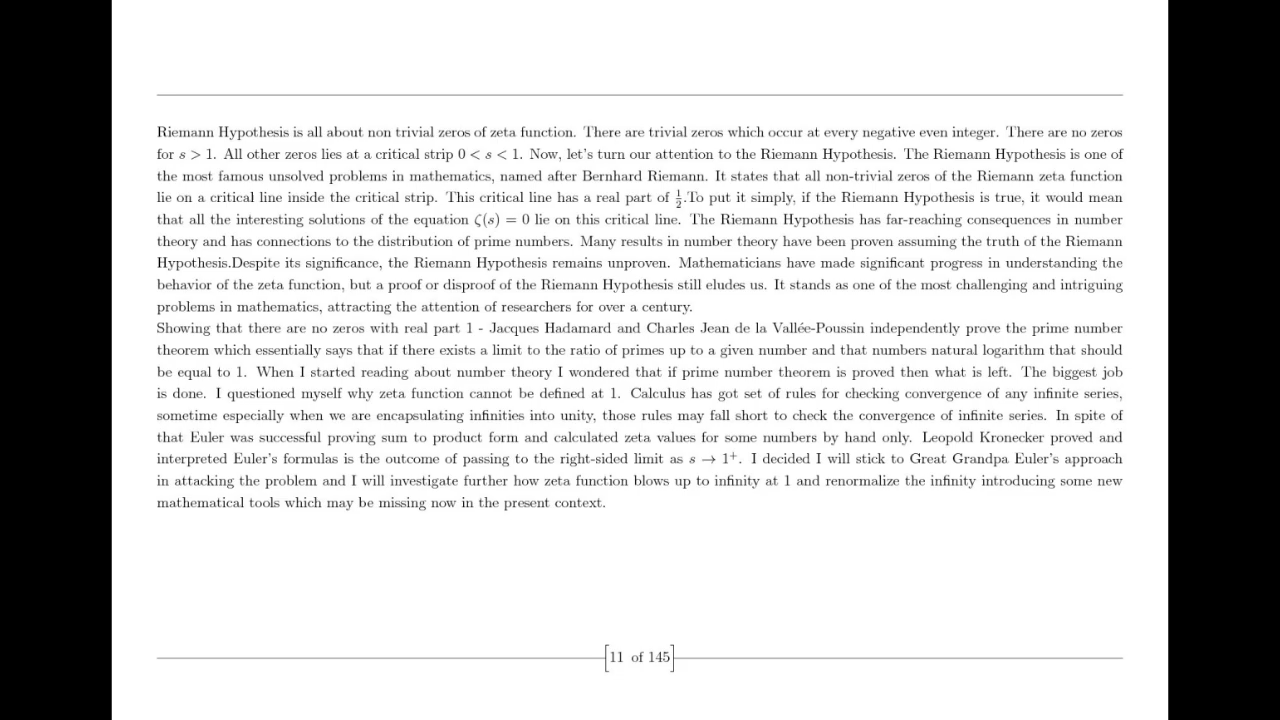 Riemann Hypothesis is all about non trivial zeros of zeta function. There are trivial zeros which occur at every negative even integer. There are no zeros
for s > 1. All other zeros lies at a critical strip 0 < s < 1. Now, let's turn our attention to the Riemann Hypothesis. The Riemann Hypothesis is one of
the most famous unsolved problems in mathematics, named after Bernhard Riemann. It states that all non-trivial zeros of the Riemann zeta function
lie on a critical line inside the critical strip. This critical line has a real part of 1/2.To put it simply, if the Riemann Hypothesis is true, it would mean
that all the interesting solutions of the equation ζ(s) = 0 lie on this critical line. The Riemann Hypothesis has far-reaching consequences in number
theory and has connections to the distribution of prime numbers. Many results in number theory have been proven assuming the truth of the Riemann
Hypothesis.Despite its significance, the Riemann Hypothesis remains unproven. Mathematicians have made significant progress in understanding the
behavior of the zeta function, but a proof or disproof of the Riemann Hypothesis still eludes us. It stands as one of the most challenging and intriguing
problems in mathematics, attracting the attention of researchers for over a century.
Showing that there are no zeros with real part 1 - Jacques Hadamard and Charles Jean de la Vallée-Poussin independently prove the prime number
theorem which essentially says that if there exists a limit to the ratio of primes up to a given number and that numbers natural logarithm that should
be equal to 1. When I started reading about number theory I wondered that if prime number theorem is proved then what is left. The biggest job
is done. I questioned myself why zeta function cannot be defined at 1. Calculus has got set of rules for checking convergence of any infinite series,
sometime especially when we are encapsulating infinities into unity, those rules may fall short to check the convergence of infinite series. In spite of
that Euler was successful proving sum to product form and calculated zeta values for some numbers by hand only. Leopold Kronecker proved and
interpreted Euler's formulas is the outcome of passing to the right-sided limit as s → 1⁺. I decided I will stick to Great Grandpa Euler's approach
in attacking the problem and I will investigate further how zeta function blows up to infinity at 1 and renormalize the infinity introducing some new
mathematical tools which may be missing now in the present context.
[11 of 145]